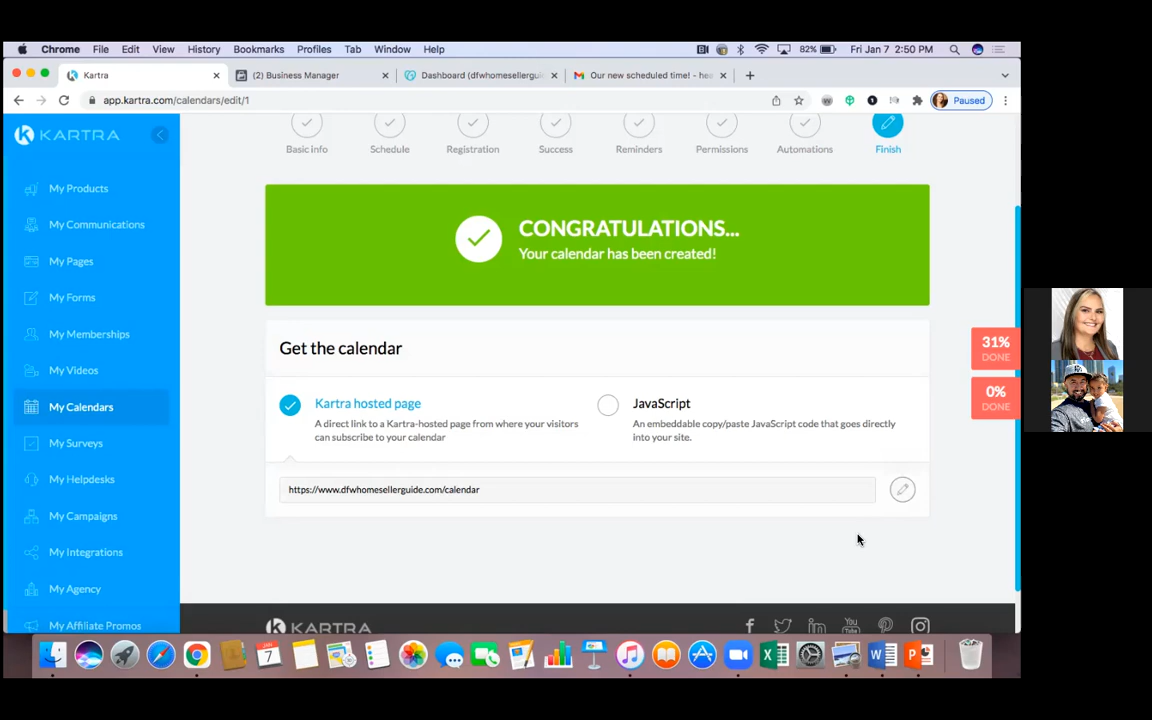 Chrome File Edit View History Bookmarks Profiles Tab Window Help 82% Fri Jan 7 2:50 PM
Kartra (2) Business Manager Dashboard (dfwhomesellergui Our new scheduled time! - hea
app.kartra.com/calendars/edit/1 Paused
KARTRA
My Products
My Communications
My Pages
My Forms
My Memberships
My Videos
My Calendars
My Surveys
My Helpdesks
My Campaigns
My Integrations
My Agency
My Affiliate Promos
Basic info Schedule Registration Success Reminders Permissions Automations Finish
CONGRATULATIONS...
Your calendar has been created!
Get the calendar
Kartra hosted page
A direct link to a Kartra-hosted page from where your visitors
can subscribe to your calendar
JavaScript
An embeddable copy/paste JavaScript code that goes directly
into your site.
https://www.dfwhomesellerguide.com/calendar
31%
DONE
0%
DONE
KARTRA
You
Tube
7